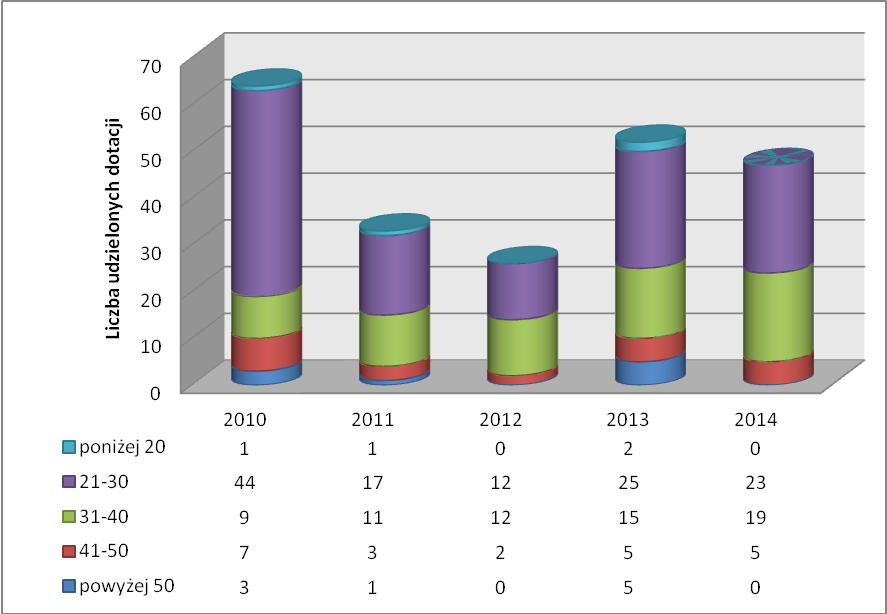 Liczba udzielonych dotacji
70
60
50
40
30
20
10
0
2010 2011 2012 2013 2014
poniżej 20 1 1 0 2 0
21-30 44 17 12 25 23
31-40 9 11 12 15 19
41-50 7 3 2 5 5
powyżej 50 3 1 0 5 0